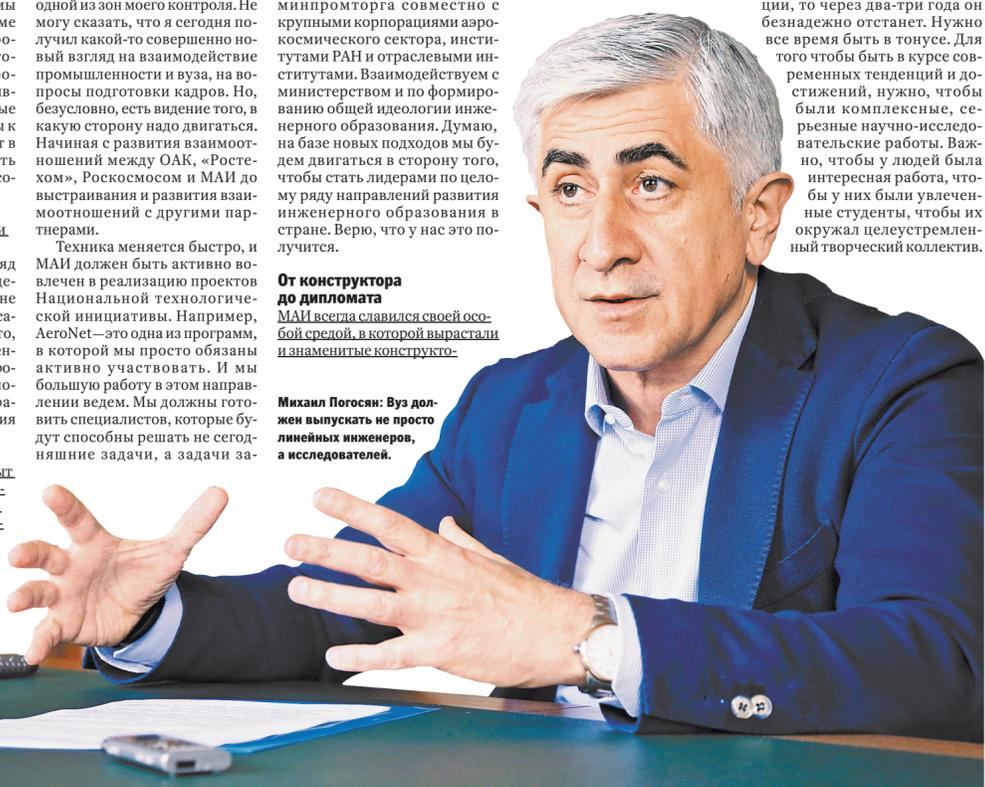 одной из зон моего контроля. Не
могу сказать, что я сегодня по-
лучил какой-то совершенно но-
вый взгляд на взаимодействие
промышленности и вуза, на во-
просы подготовки кадров. Но,
безусловно, есть видение того, в
какую сторону надо двигаться.
Начиная с развития взаимоот-
ношений между ОАК, «Росте-
хом», Роскосмосом и МАИ до
выстраивания и развития взаи-
моотношений с другими пар-
тнерами.
Техника меняется быстро, и
МАИ должен быть активно во-
влечен в реализацию проектов
Национальной технологиче-
ской инициативы. Например,
AeroNet—это одна из программ,
в которой мы просто обязаны
активно участвовать. И мы
большую работу в этом направ-
лении ведем. Мы должны гото-
вить специалистов, которые бу-
дут способны решать не сегод-
няшние задачи, а задачи за-
минпромторга совместно с
крупными корпорациями аэро-
космического сектора, инсти-
тутами РАН и отраслевыми ин-
ститутами. Взаимодействуем с
министерством и по формиро-
ванию общей идеологии инже-
нерного образования. Думаю,
на базе новых подходов мы бу-
дем двигаться в сторону того,
чтобы стать лидерами по цело-
му ряду направлений развития
инженерного образования в
стране. Верю, что у нас это по-
лучится.
От конструктора
до дипломата
МАИ всегда славился своей осо-
бой средой, в которой вырастали
и знаменитые конструкто-
Михаил Погосян: Вуз дол-
жен выпускать не просто
линейных инженеров,
а исследователей.
ции, то через два-три года он
безнадежно отстанет. Нужно
все время быть в тонусе. Для
того чтобы быть в курсе сов-
ременных тенденций и до-
стижений, нужно, чтобы
были комплексные, се-
рьезные научно-исследо-
вательские работы. Важ-
но, чтобы у людей была
интересная работа, что-
бы у них были увлечен-
ные студенты, чтобы их
окружал целеустремлен-
ный творческий коллектив.